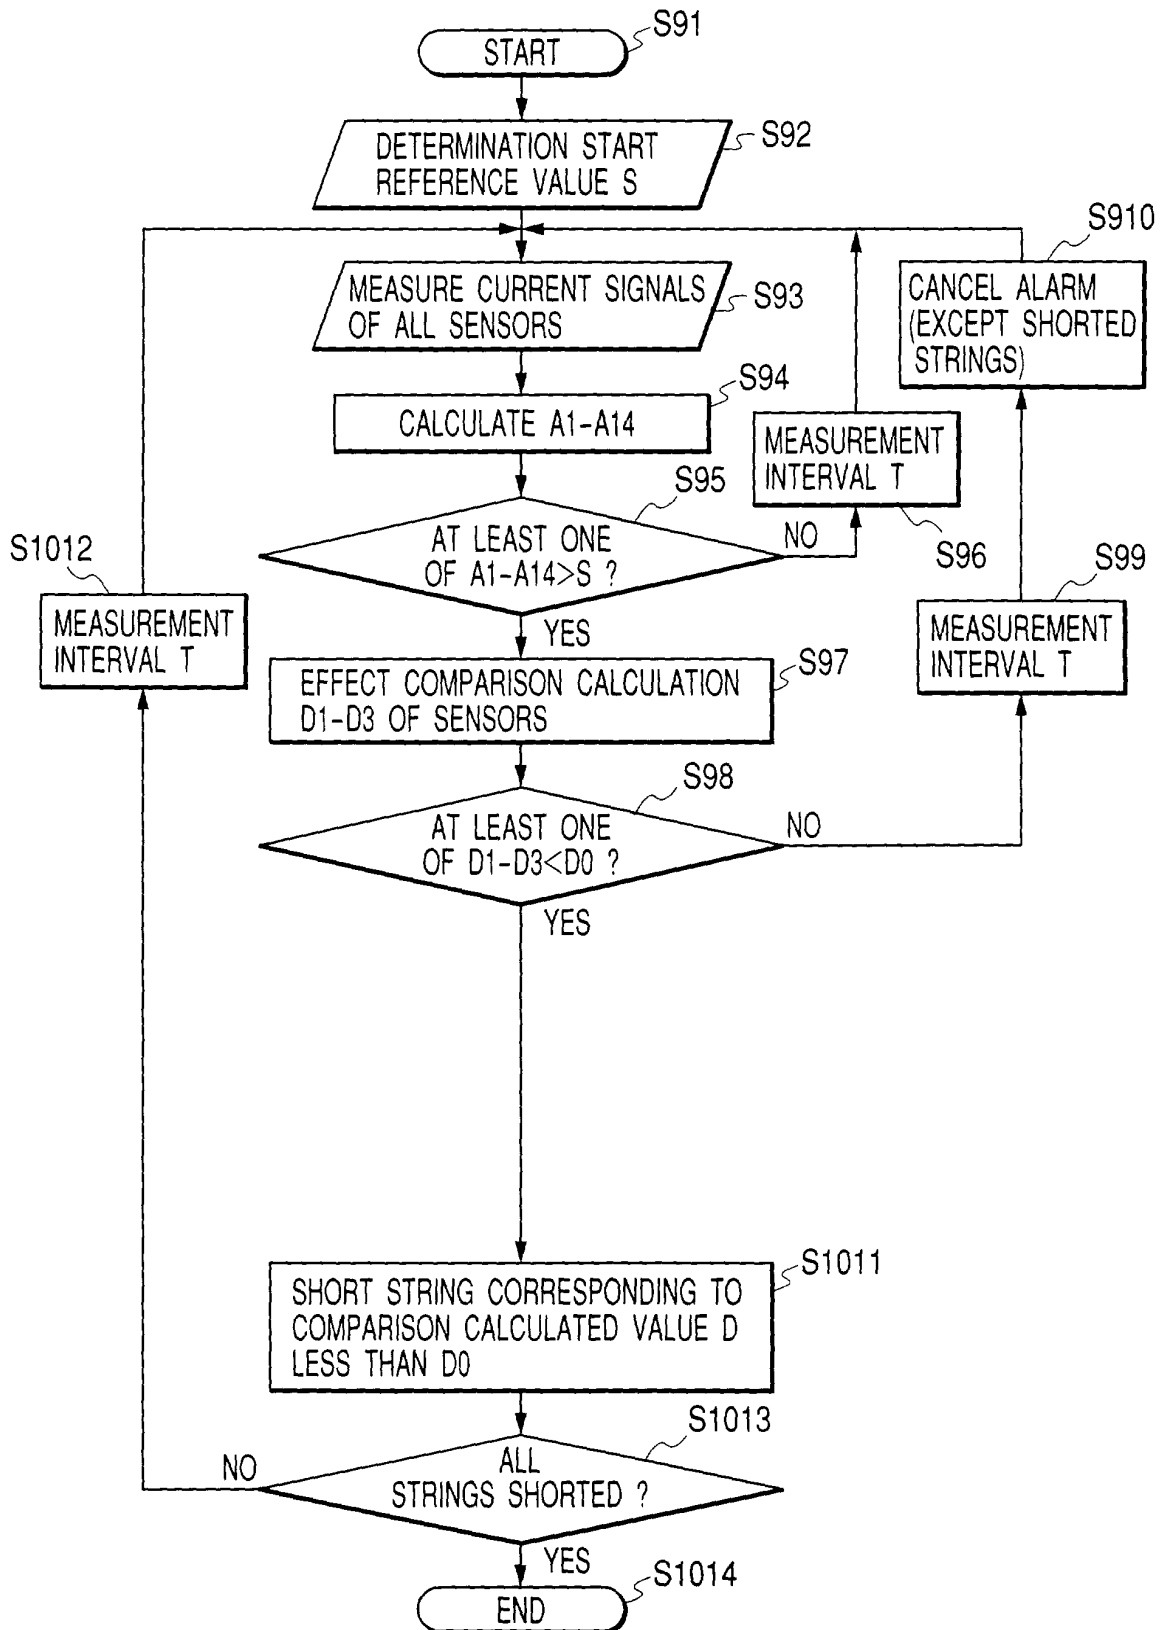 START
S91
DETERMINATION START
REFERENCE VALUE S
S92
MEASURE CURRENT SIGNALS
OF ALL SENSORS
S93
CANCEL ALARM
(EXCEPT SHORTED
STRINGS)
S910
CALCULATE A1-A14
S94
MEASUREMENT
INTERVAL T
S96
AT LEAST ONE
OF A1-A14>S ?
S95
NO
YES
S1012
MEASUREMENT
INTERVAL T
S99
MEASUREMENT
INTERVAL T
EFFECT COMPARISON CALCULATION
D1-D3 OF SENSORS
S97
AT LEAST ONE
OF D1-D3<D0 ?
S98
NO
YES
SHORT STRING CORRESPONDING TO
COMPARISON CALCULATED VALUE D
LESS THAN D0
S1011
ALL
STRINGS SHORTED ?
S1013
NO
YES
END
S1014